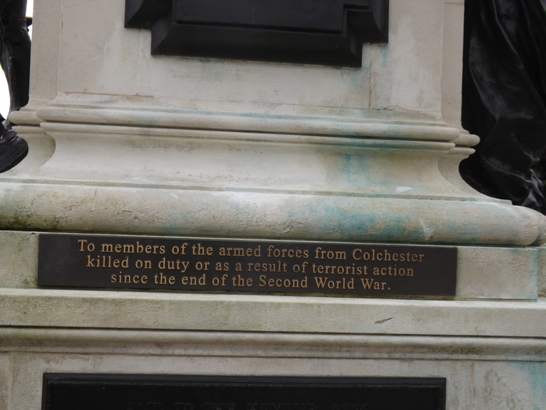 To members of the armed forces from Colchester
killed on duty or as a result of terrorist action
since the end of the Second World War.